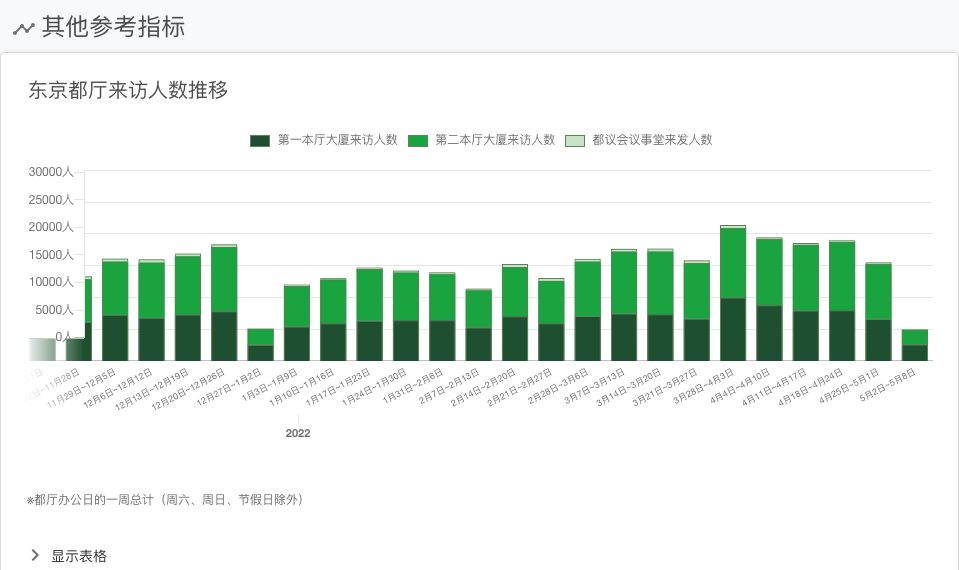 其他参考指标
东京都厅来访人数推移
第一本厅大厦来访人数 第二本厅大厦来访人数 都议会议事堂来发人数
30000人
25000人
20000人
15000人
10000人
5000人
0人
11月29日~12月5日 12月6日~12月12日 12月13日~12月19日 12月20日~12月26日 12月27日~1月2日 1月3日~1月9日 1月10日~1月16日 1月17日~1月23日 1月24日~1月30日 1月31日~2月6日 2月7日~2月13日 2月14日~2月20日 2月21日~2月27日 2月28日~3月6日 3月7日~3月13日 3月14日~3月20日 3月21日~3月27日 3月28日~4月3日 4月4日~4月10日 4月11日~4月17日 4月18日~4月24日 4月25日~5月1日 5月2日~5月8日
2022
※都厅办公日的一周总计（周六、周日、节假日除外）
显示表格